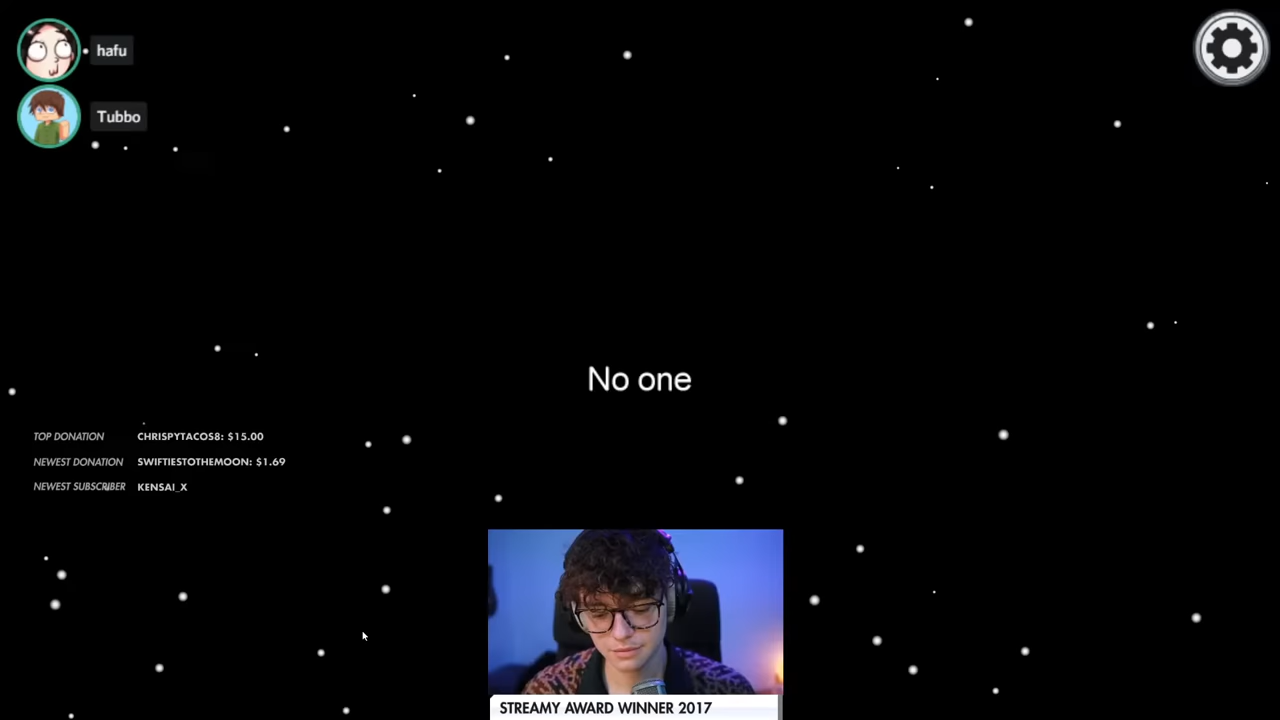 hafu
Tubbo
No one
TOP DONATION CHRISPYTACOS8: $15.00
NEWEST DONATION SWIFTIESTOTHEMOON: $1.69
NEWEST SUBSCRIBER KENSAI_X
STREAMY AWARD WINNER 2017